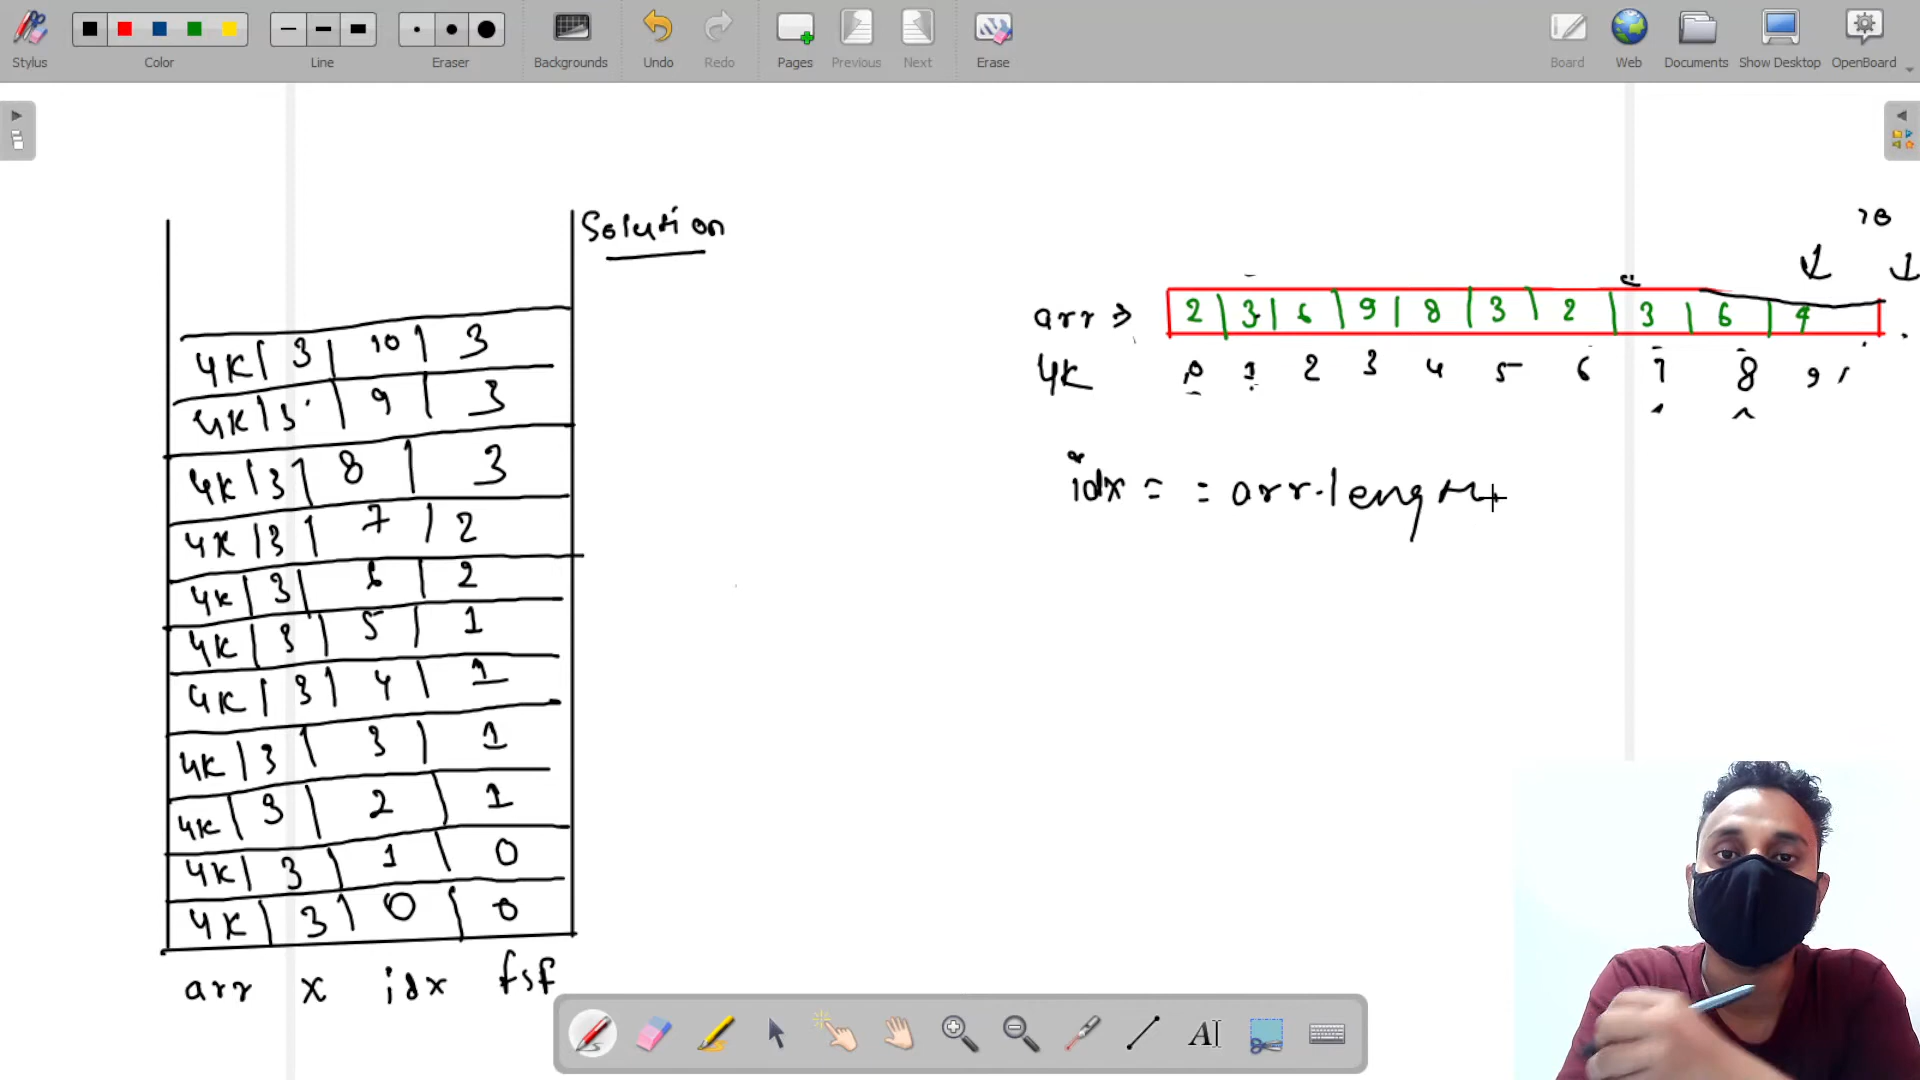 Stylus
Color
Line
Eraser
Backgrounds
Undo
Redo
Pages
Previous
Next
Erase
Board
Web
Documents
Show Desktop
OpenBoard
Solution
4K | 3 | 10 | 3
4K | 3 | 9 | 3
4K | 3 | 8 | 3
4K | 3 | 7 | 2
4K | 3 | 6 | 2
4K | 3 | 5 | 1
4K | 3 | 4 | 1
4K | 3 | 3 | 1
4K | 3 | 2 | 1
4K | 3 | 1 | 0
4K | 3 | 0 | 0
arr x idx fsf
arr 2 | 3 | 6 | 9 | 8 | 3 | 2 | 3 | 6 | 9
4K 0 1 2 3 4 5 6 7 8 9
idx = = arr.length